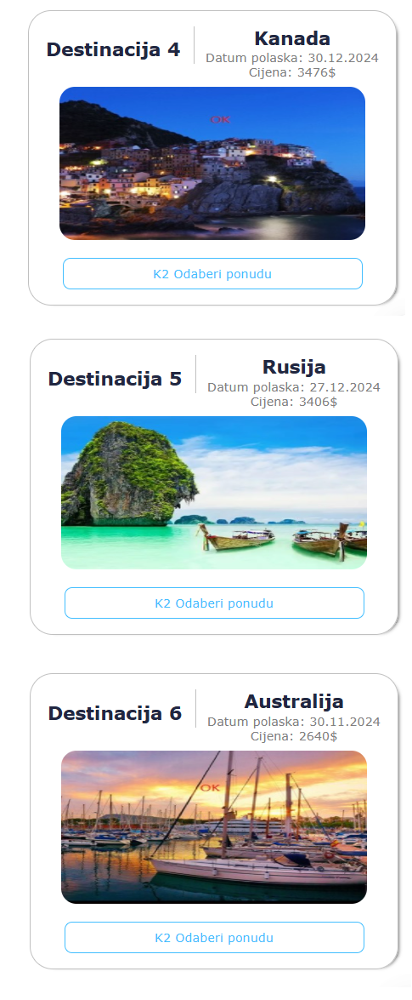 Destinacija 4
Kanada
Datum polaska: 30.12.2024
Cijena: 3476$
OK
K2 Odaberi ponudu
Destinacija 5
Rusija
Datum polaska: 27.12.2024
Cijena: 3406$
K2 Odaberi ponudu
Destinacija 6
Australija
Datum polaska: 30.11.2024
Cijena: 2640$
OK
K2 Odaberi ponudu